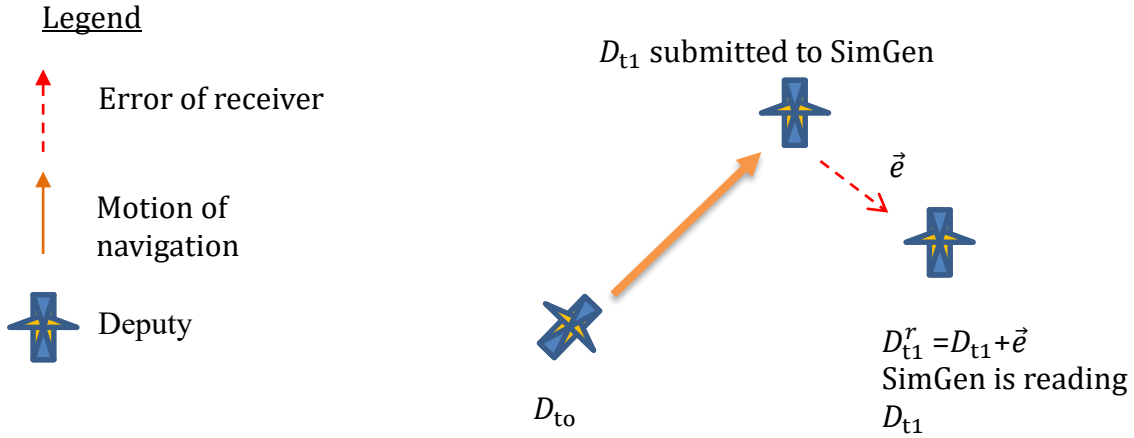 Legend
Error of receiver
Motion of
navigation
Deputy
D_t1 submitted to SimGen
e⃗
D_to
D^r_t1 =D_t1+e⃗
SimGen is reading
D_t1